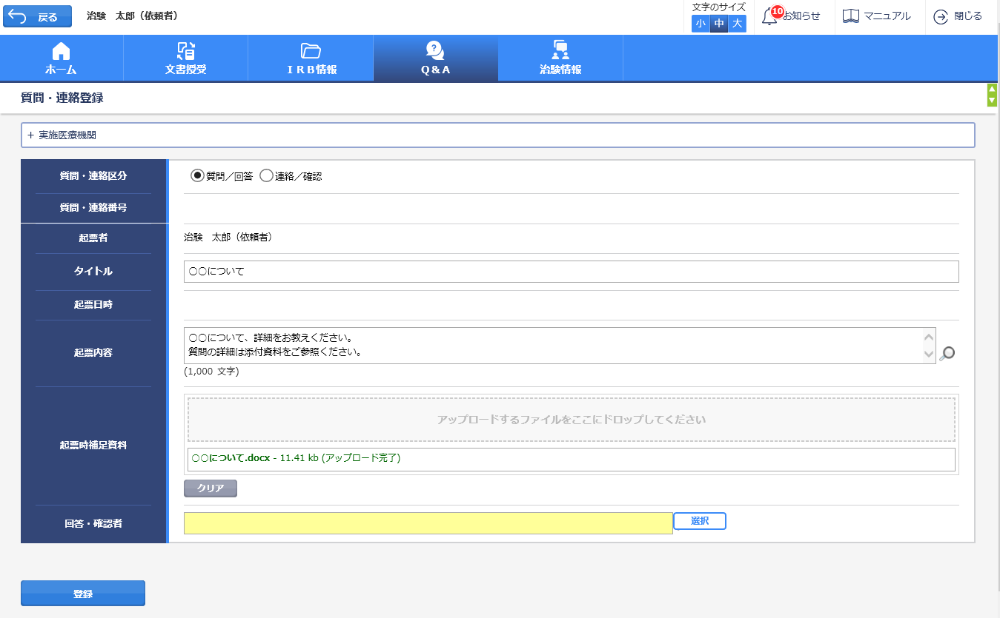 戻る
治験　太郎（依頼者）
文字のサイズ
小 中 大
10
お知らせ
マニュアル
閉じる
ホーム
文書授受
ＩＲＢ情報
Q&A
治験情報
質問・連絡登録
+ 実施医療機関
質問・連絡区分
質問／回答 連絡／確認
質問・連絡番号
起票者
治験　太郎（依頼者）
タイトル
○○について
起票日時
起票内容
○○について、詳細をお教えください。
質問の詳細は添付資料をご参照ください。
(1,000 文字)
起票時補足資料
アップロードするファイルをここにドロップしてください
○○について.docx - 11.41 kb (アップロード完了)
クリア
回答・確認者
選択
登録